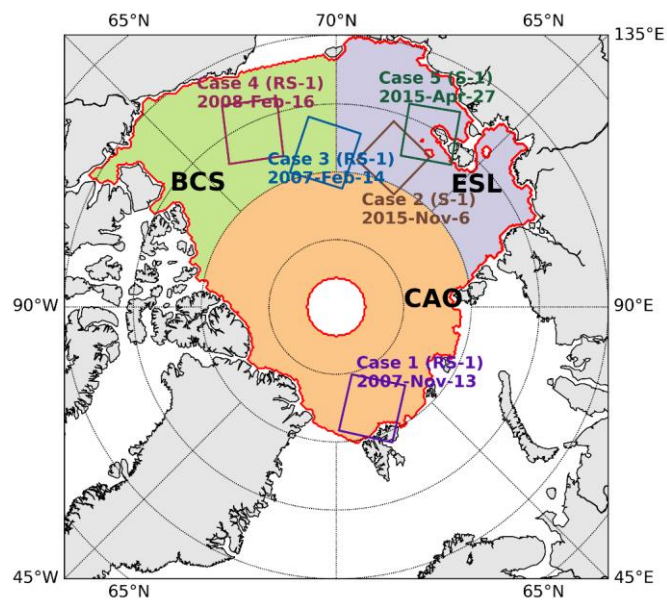 65°N
70°N
65°N
135°E
Case 4 (RS-1)
2008-Feb-16
Case 5 (S-1)
2015-Apr-27
Case 3 (RS-1)
2007-Feb-14
BCS
ESL
Case 2 (S-1)
2015-Nov-6
90°W
CAO
90°E
Case 1 (RS-1)
2007-Nov-13
45°W
45°E
65°N
65°N